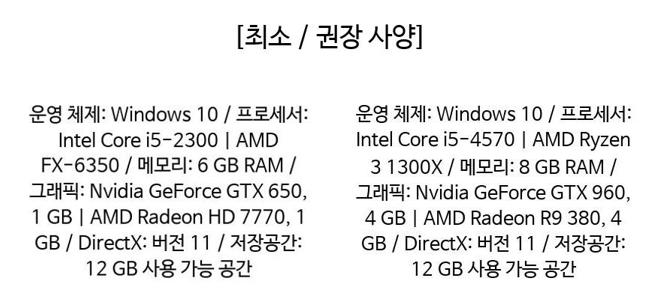 [최소 / 권장 사양]
운영 체제: Windows 10 / 프로세서:
Intel Core i5-2300 | AMD
FX-6350 / 메모리: 6 GB RAM /
그래픽: Nvidia GeForce GTX 650,
1 GB | AMD Radeon HD 7770, 1
GB / DirectX: 버전 11 / 저장공간:
12 GB 사용 가능 공간
운영 체제: Windows 10 / 프로세서:
Intel Core i5-4570 | AMD Ryzen
3 1300X / 메모리: 8 GB RAM /
그래픽: Nvidia GeForce GTX 960,
4 GB | AMD Radeon R9 380, 4
GB / DirectX: 버전 11 / 저장공간:
12 GB 사용 가능 공간